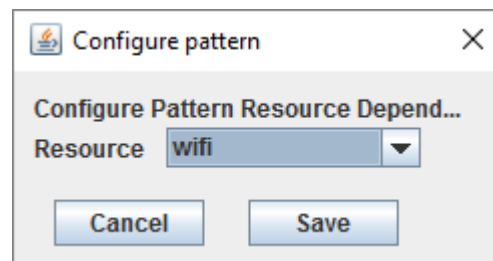 Configure pattern
Configure Pattern Resource Depend...
Resource wifi
Cancel Save